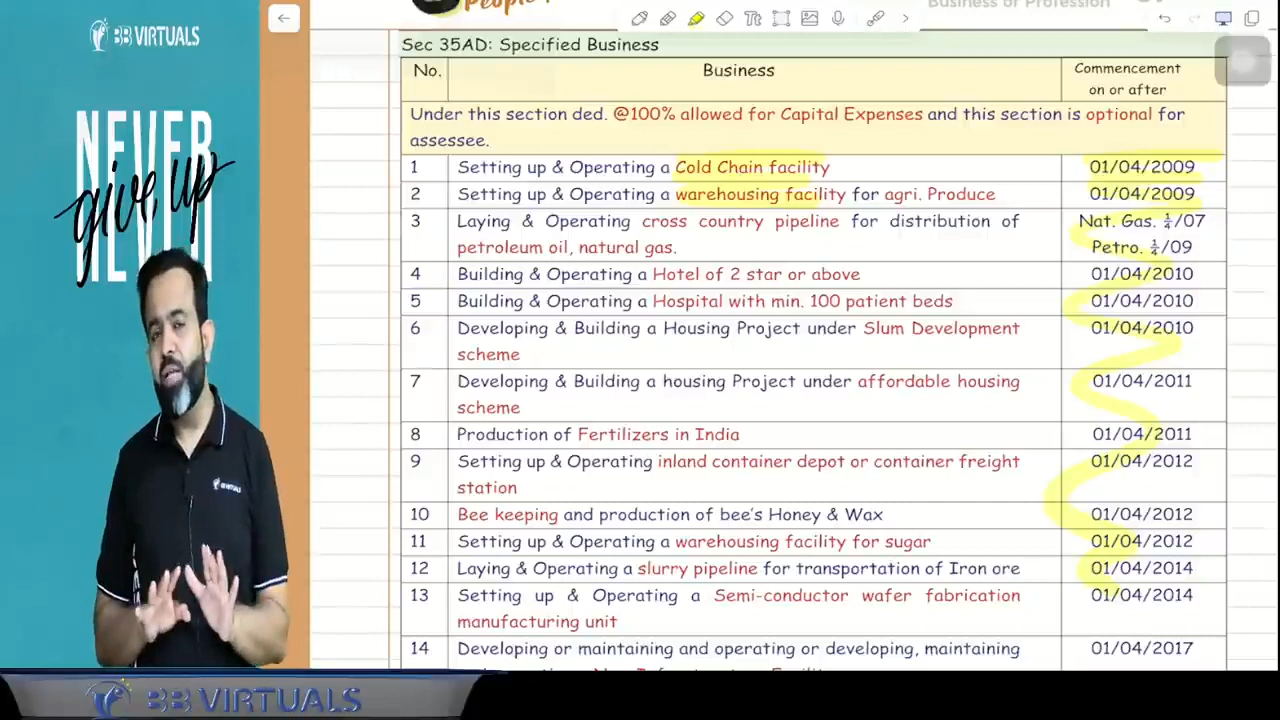 BB VIRTUALS
NEVER
give up
NEVER
People
Business or Profession
Sec 35AD: Specified Business
No. Business Commencement
on or after
Under this section ded. @100% allowed for Capital Expenses and this section is optional for
assessee.
1 Setting up & Operating a Cold Chain facility 01/04/2009
2 Setting up & Operating a warehousing facility for agri. Produce 01/04/2009
3 Laying & Operating cross country pipeline for distribution of Nat. Gas. ¼/07
petroleum oil, natural gas. Petro. ¼/09
4 Building & Operating a Hotel of 2 star or above 01/04/2010
5 Building & Operating a Hospital with min. 100 patient beds 01/04/2010
6 Developing & Building a Housing Project under Slum Development 01/04/2010
scheme
7 Developing & Building a housing Project under affordable housing 01/04/2011
scheme
8 Production of Fertilizers in India 01/04/2011
9 Setting up & Operating inland container depot or container freight 01/04/2012
station
10 Bee keeping and production of bee's Honey & Wax 01/04/2012
11 Setting up & Operating a warehousing facility for sugar 01/04/2012
12 Laying & Operating a slurry pipeline for transportation of Iron ore 01/04/2014
13 Setting up & Operating a Semi-conductor wafer fabrication 01/04/2014
manufacturing unit
14 Developing or maintaining and operating or developing, maintaining 01/04/2017
BB VIRTUALS
BB VIRTUALS